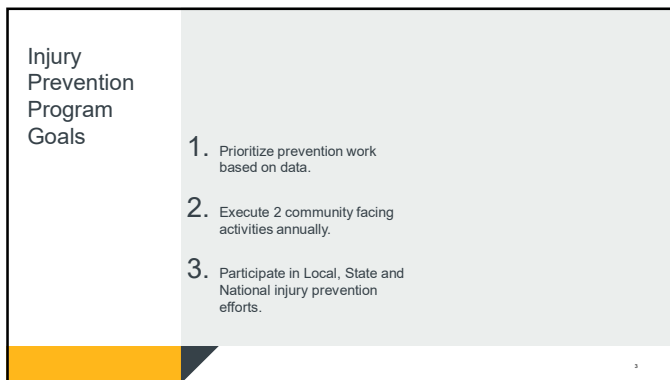 Injury
Prevention
Program
Goals
1. Prioritize prevention work
based on data.
2. Execute 2 community facing
activities annually.
3. Participate in Local, State and
National injury prevention
efforts.
3